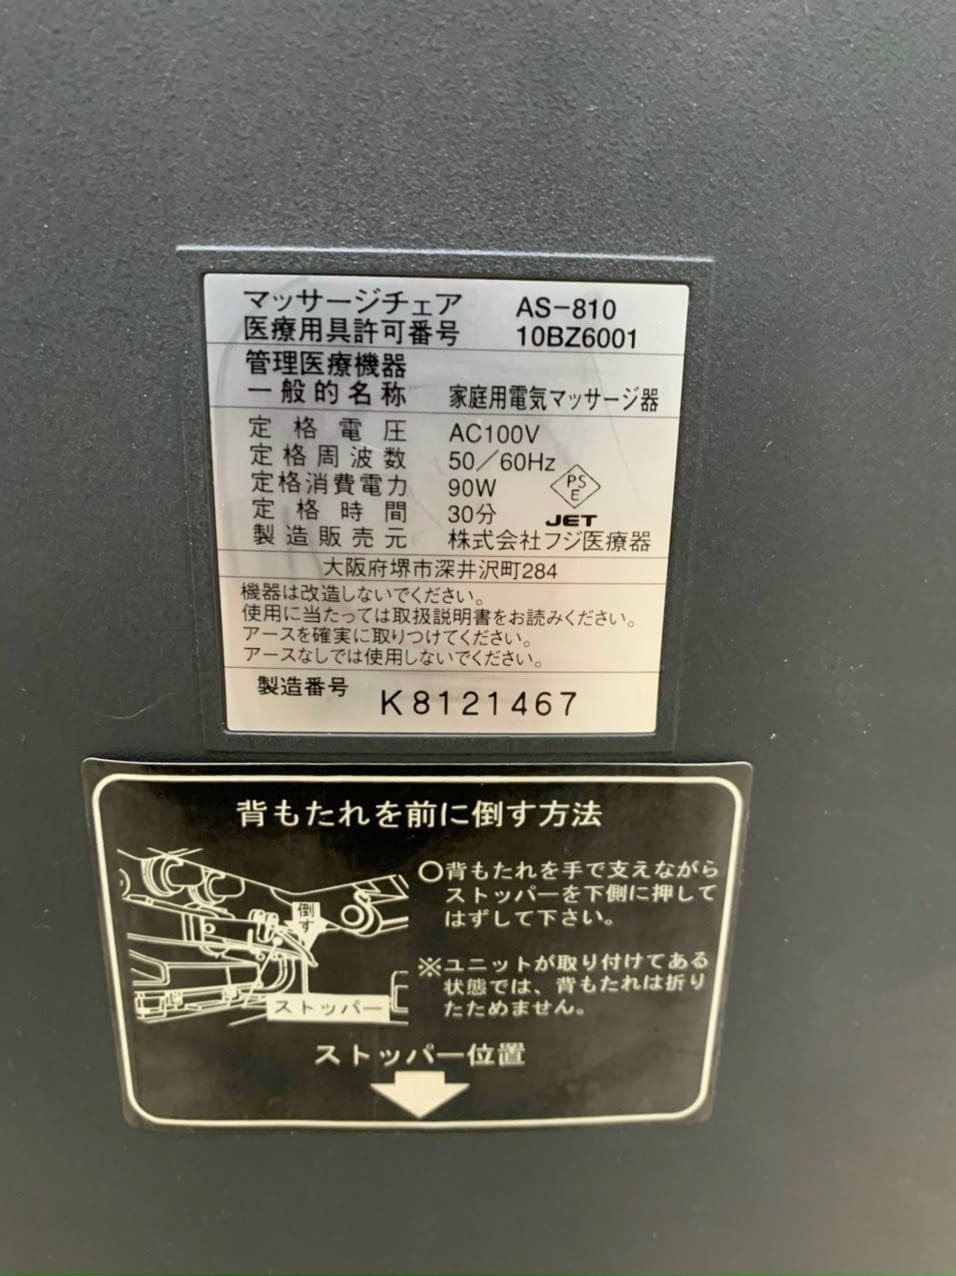 マッサージチェア AS-810
医療用具許可番号 10BZ6001
管理医療機器
一般的名称 家庭用電気マッサージ器
定格電圧 AC100V
定格周波数 50/60Hz
定格消費電力 90W
PS
E
定格時間 30分 JET
製造販売元 株式会社フジ医療器
大阪府堺市深井沢町284
機器は改造しないでください。
使用に当たっては取扱説明書をお読みください。
アースを確実に取りつけてください。
アースなしでは使用しないでください。
製造番号 K8121467
背もたれを前に倒す方法
倒す
ストッパー
○背もたれを手で支えながら
ストッパーを下側に押して
はずして下さい。
※ユニットが取り付けてある
状態では、背もたれは折り
たためません。
ストッパー位置